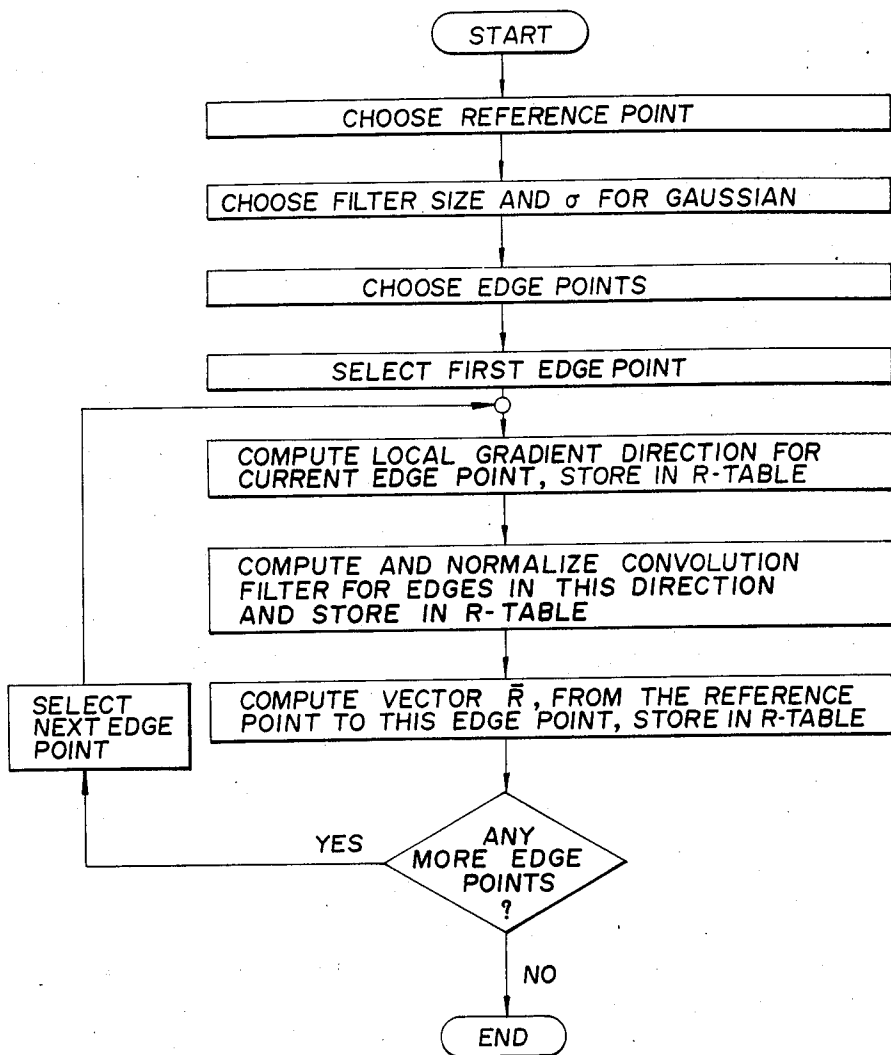 START
CHOOSE REFERENCE POINT
CHOOSE FILTER SIZE AND σ FOR GAUSSIAN
CHOOSE EDGE POINTS
SELECT FIRST EDGE POINT
COMPUTE LOCAL GRADIENT DIRECTION FOR
CURRENT EDGE POINT, STORE IN R-TABLE
COMPUTE AND NORMALIZE CONVOLUTION
FILTER FOR EDGES IN THIS DIRECTION
AND STORE IN R-TABLE
COMPUTE VECTOR R̄, FROM THE REFERENCE
POINT TO THIS EDGE POINT, STORE IN R-TABLE
SELECT
NEXT EDGE
POINT
YES
ANY
MORE EDGE
POINTS
?
NO
END